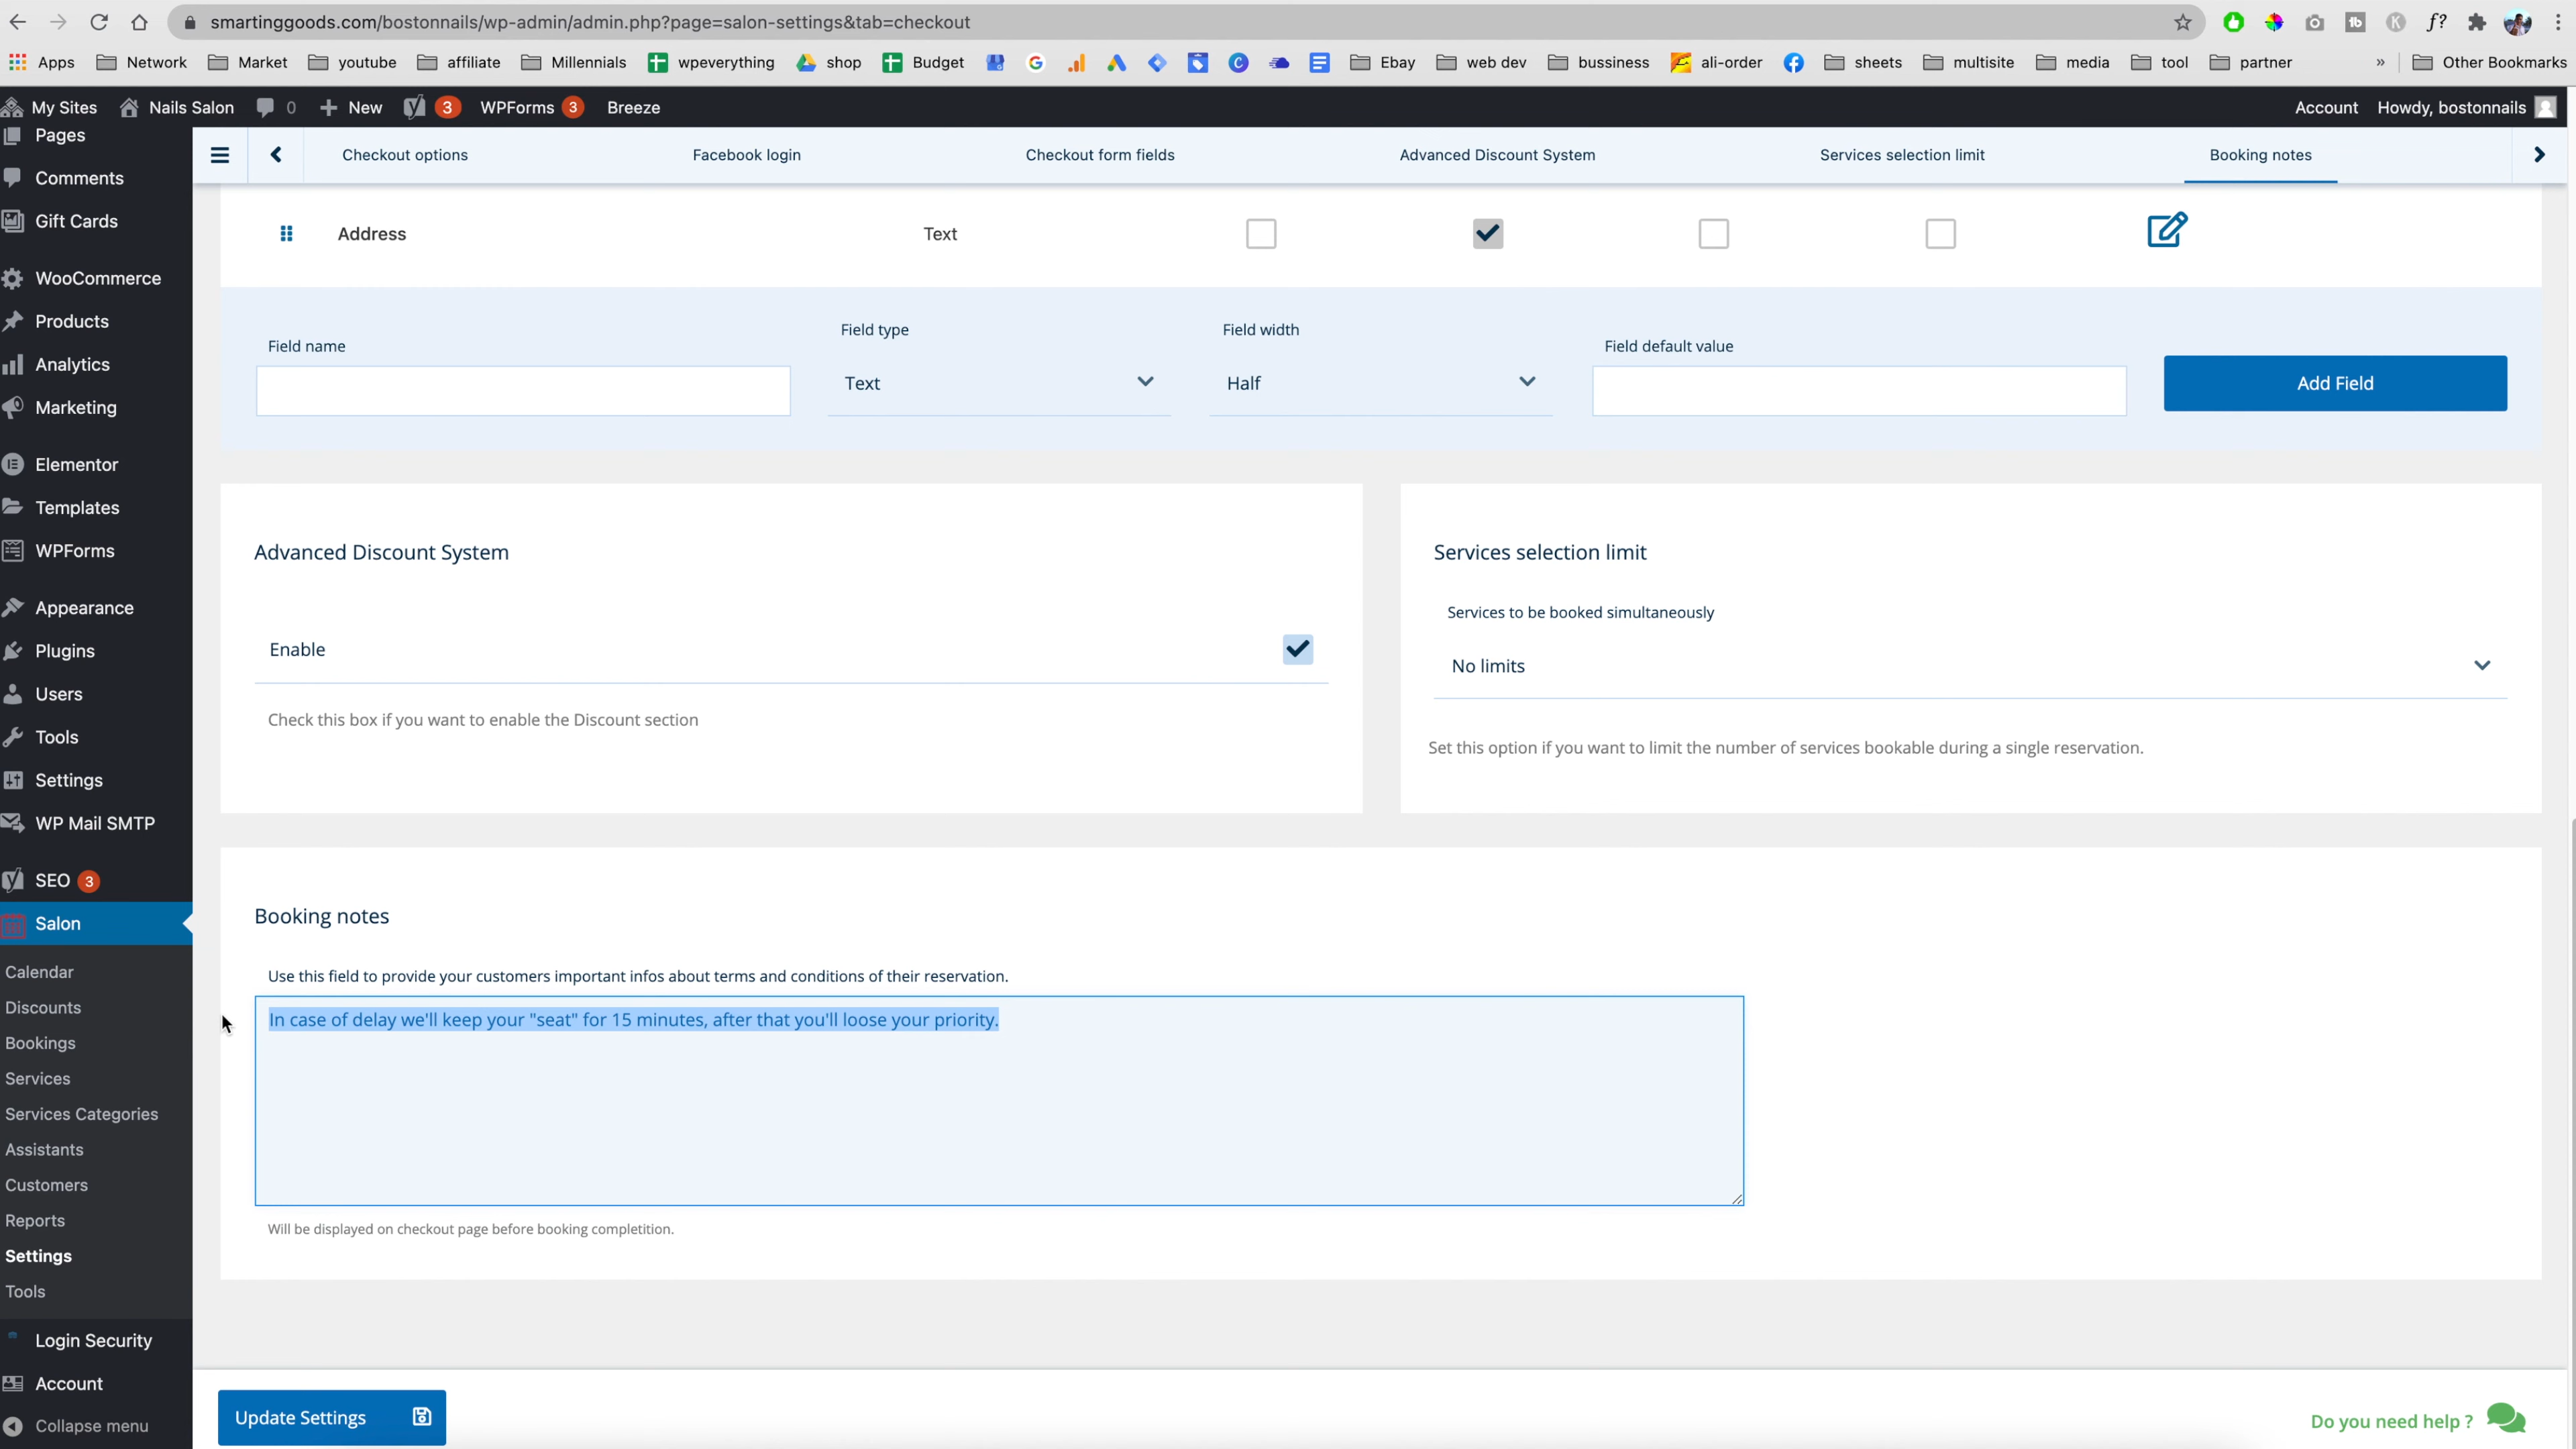 smartinggoods.com/bostonnails/wp-admin/admin.php?page=salon-settings&tab=checkout
f?
Apps Network Market youtube affiliate Millennials wpeverything shop Budget Ebay web dev bussiness ali-order sheets multisite media tool partner » Other Bookmarks
My Sites Nails Salon 0 New 3 WPForms 3 Breeze Account Howdy, bostonnails
Pages
Comments
Gift Cards
WooCommerce
Products
Analytics
Marketing
Elementor
Templates
WPForms
Appearance
Plugins
Users
Tools
Settings
WP Mail SMTP
SEO 3
Salon
Calendar
Discounts
Bookings
Services
Services Categories
Assistants
Customers
Reports
Settings
Tools
Login Security
Account
Collapse menu
Checkout options Facebook login Checkout form fields Advanced Discount System Services selection limit Booking notes
Address Text
Field name Field type Field width Field default value
Text Half Add Field
Advanced Discount System
Enable
Check this box if you want to enable the Discount section
Services selection limit
Services to be booked simultaneously
No limits
Set this option if you want to limit the number of services bookable during a single reservation.
Booking notes
Use this field to provide your customers important infos about terms and conditions of their reservation.
In case of delay we'll keep your "seat" for 15 minutes, after that you'll loose your priority.
Will be displayed on checkout page before booking completition.
Update Settings
Do you need help ?